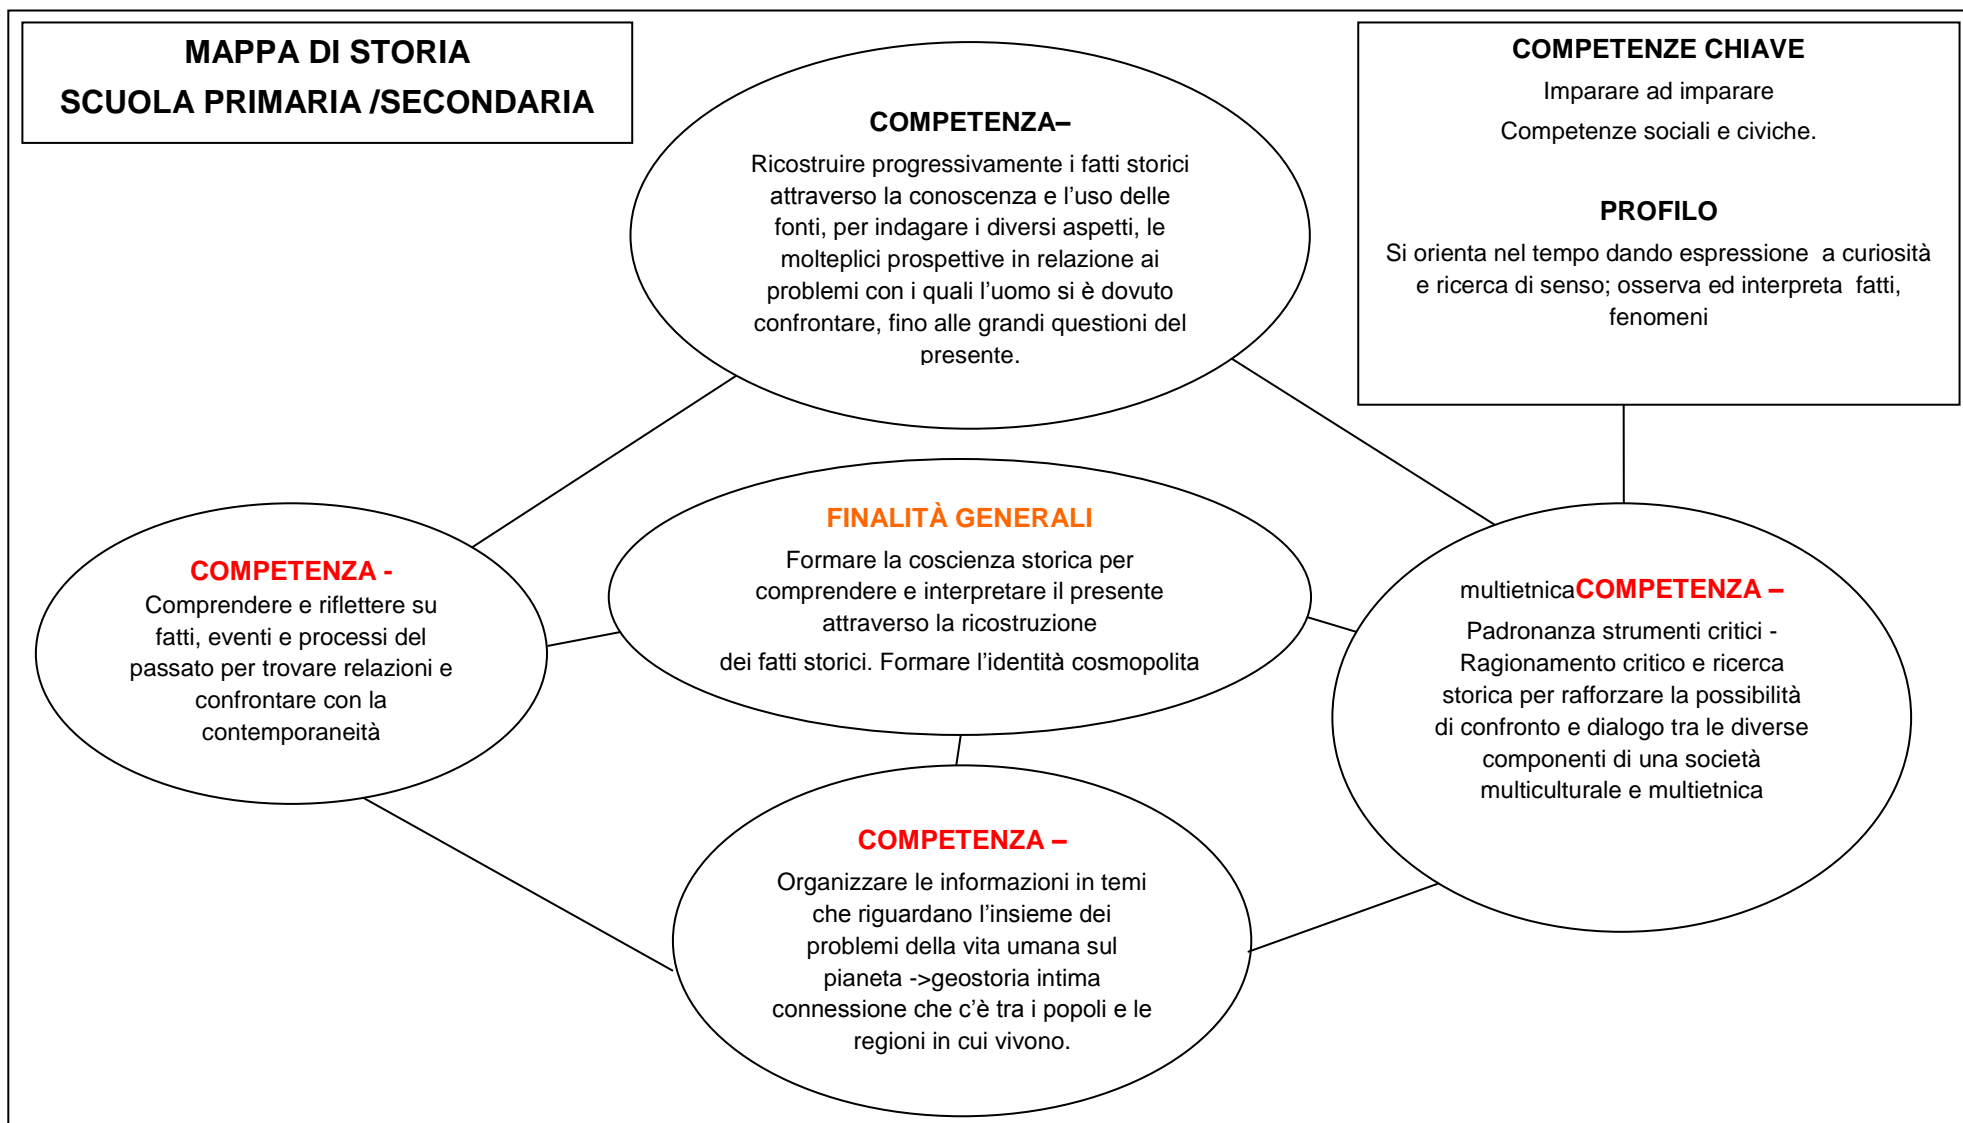 MAPPA DI STORIA
SCUOLA PRIMARIA /SECONDARIA
COMPETENZE CHIAVE
Imparare ad imparare
Competenze sociali e civiche.
PROFILO
Si orienta nel tempo dando espressione  a curiosità
e ricerca di senso; osserva ed interpreta  fatti,
fenomeni
COMPETENZA–
Ricostruire progressivamente i fatti storici
attraverso la conoscenza e l’uso delle
fonti, per indagare i diversi aspetti, le
molteplici prospettive in relazione ai
problemi con i quali l’uomo si è dovuto
confrontare, fino alle grandi questioni del
presente.
FINALITÀ GENERALI
Formare la coscienza storica per
comprendere e interpretare il presente
attraverso la ricostruzione
dei fatti storici. Formare l’identità cosmopolita
COMPETENZA -
Comprendere e riflettere su
fatti, eventi e processi del
passato per trovare relazioni e
confrontare con la
contemporaneità
multietnicaCOMPETENZA –
Padronanza strumenti critici -
Ragionamento critico e ricerca
storica per rafforzare la possibilità
di confronto e dialogo tra le diverse
componenti di una società
multiculturale e multietnica
COMPETENZA –
Organizzare le informazioni in temi
che riguardano l’insieme dei
problemi della vita umana sul
pianeta ->geostoria intima
connessione che c’è tra i popoli e le
regioni in cui vivono.